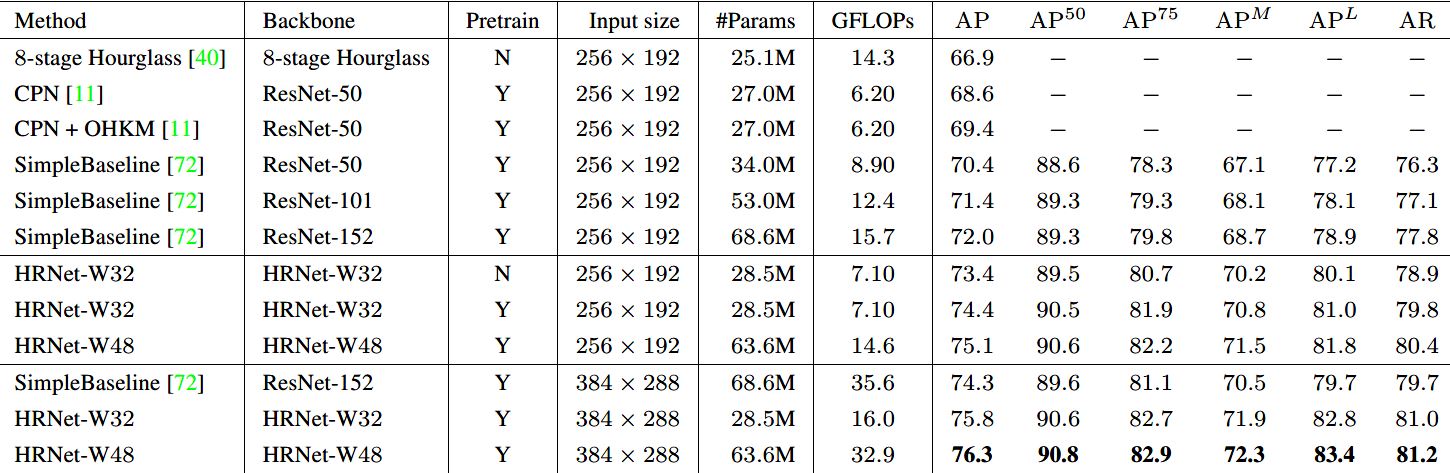 Method Backbone Pretrain Input size #Params GFLOPs AP AP^50 AP^75 AP^M AP^L AR
8-stage Hourglass [40] 8-stage Hourglass N 256 × 192 25.1M 14.3 66.9 – – – – –
CPN [11] ResNet-50 Y 256 × 192 27.0M 6.20 68.6 – – – – –
CPN + OHKM [11] ResNet-50 Y 256 × 192 27.0M 6.20 69.4 – – – – –
SimpleBaseline [72] ResNet-50 Y 256 × 192 34.0M 8.90 70.4 88.6 78.3 67.1 77.2 76.3
SimpleBaseline [72] ResNet-101 Y 256 × 192 53.0M 12.4 71.4 89.3 79.3 68.1 78.1 77.1
SimpleBaseline [72] ResNet-152 Y 256 × 192 68.6M 15.7 72.0 89.3 79.8 68.7 78.9 77.8
HRNet-W32 HRNet-W32 N 256 × 192 28.5M 7.10 73.4 89.5 80.7 70.2 80.1 78.9
HRNet-W32 HRNet-W32 Y 256 × 192 28.5M 7.10 74.4 90.5 81.9 70.8 81.0 79.8
HRNet-W48 HRNet-W48 Y 256 × 192 63.6M 14.6 75.1 90.6 82.2 71.5 81.8 80.4
SimpleBaseline [72] ResNet-152 Y 384 × 288 68.6M 35.6 74.3 89.6 81.1 70.5 79.7 79.7
HRNet-W32 HRNet-W32 Y 384 × 288 28.5M 16.0 75.8 90.6 82.7 71.9 82.8 81.0
HRNet-W48 HRNet-W48 Y 384 × 288 63.6M 32.9 76.3 90.8 82.9 72.3 83.4 81.2